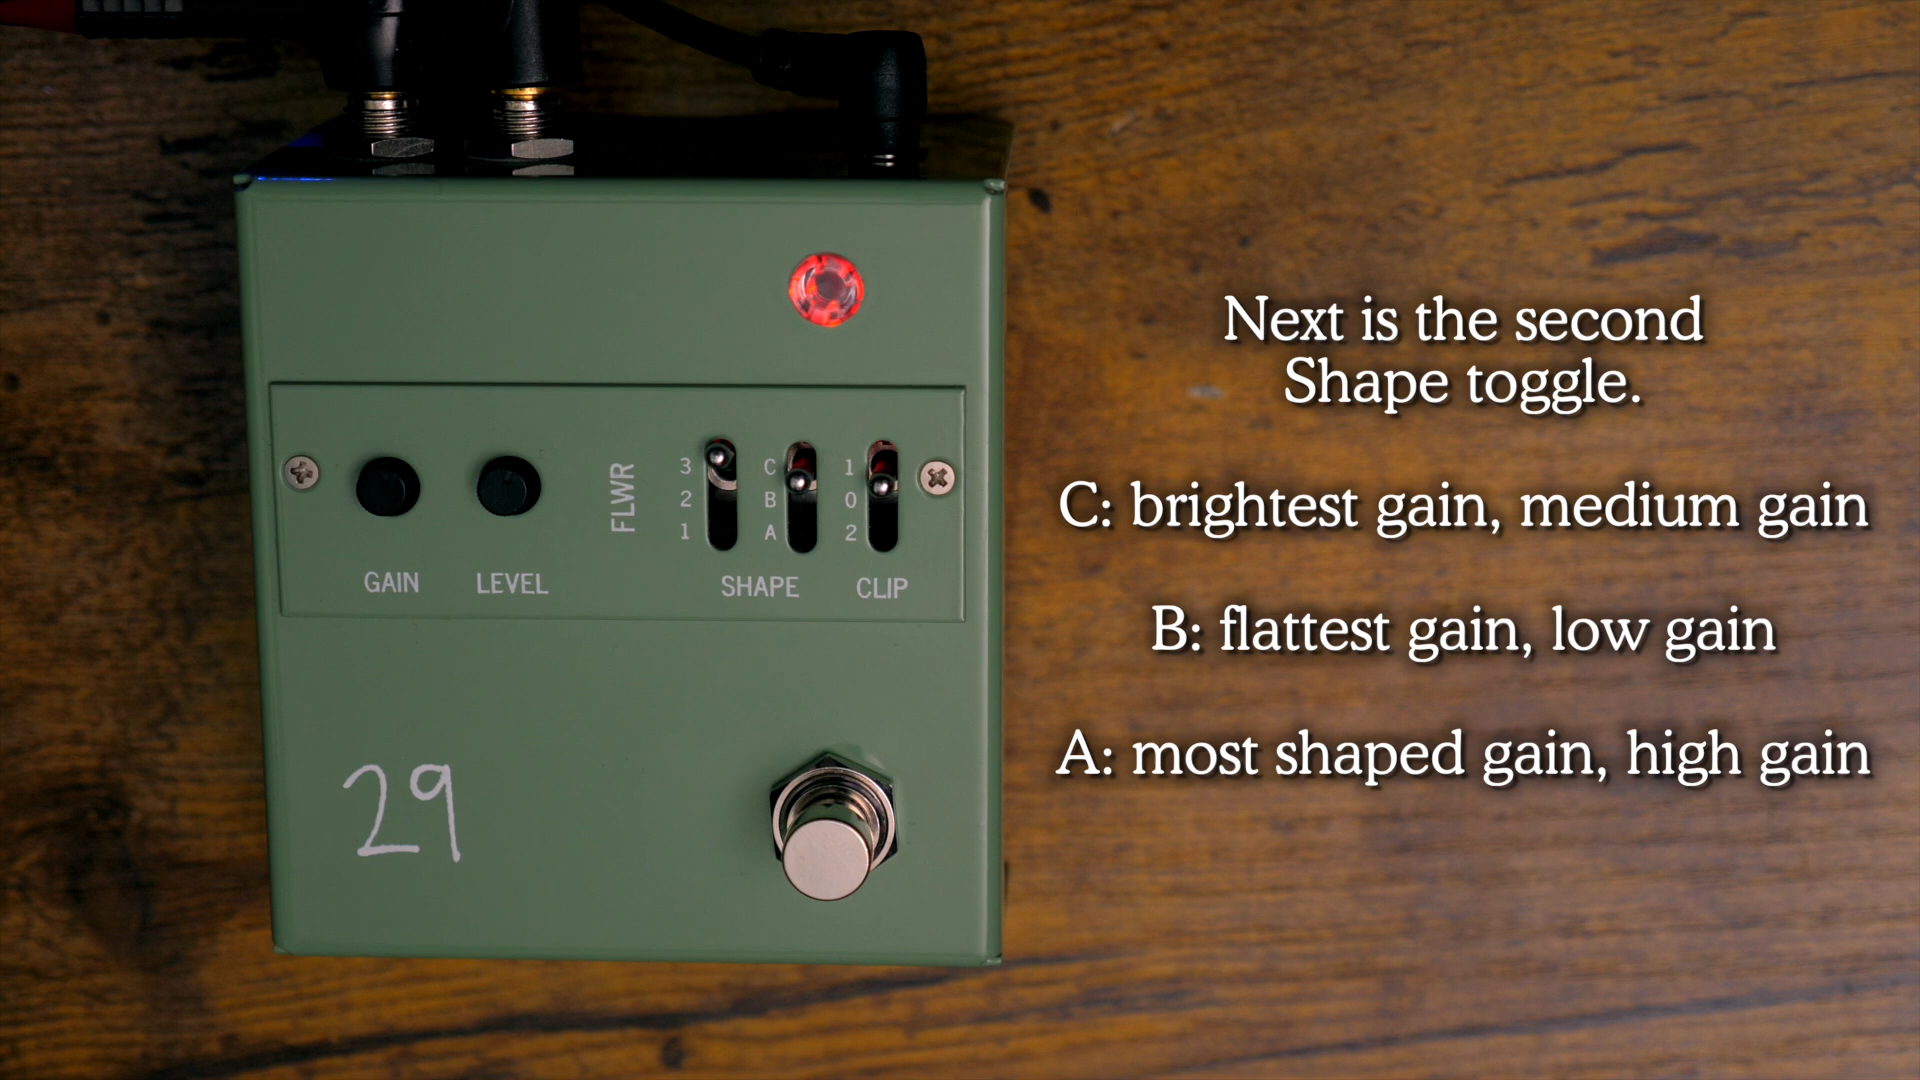 3 C 1
FLWR
2 B 0
1 A 2
GAIN LEVEL SHAPE CLIP
29
Next is the second
Shape toggle.
C: brightest gain, medium gain
B: flattest gain, low gain
A: most shaped gain, high gain